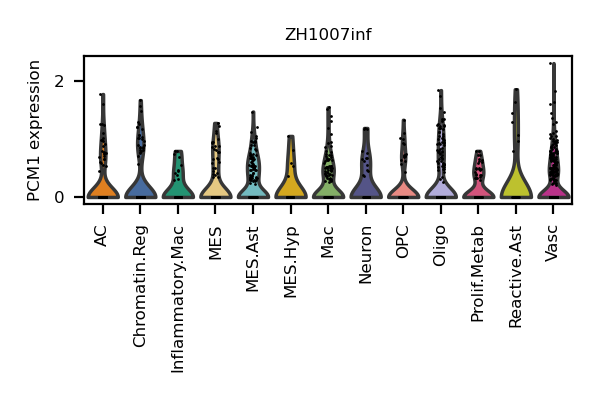 ZH1007inf
PCM1 expression
2
0
AC
Chromatin.Reg
Inflammatory.Mac
MES
MES.Ast
MES.Hyp
Mac
Neuron
OPC
Oligo
Prolif.Metab
Reactive.Ast
Vasc